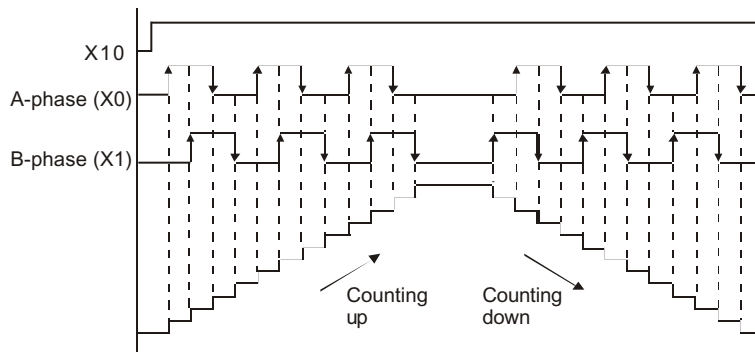 X10
A-phase (X0)
B-phase (X1)
Counting
up
Counting
down